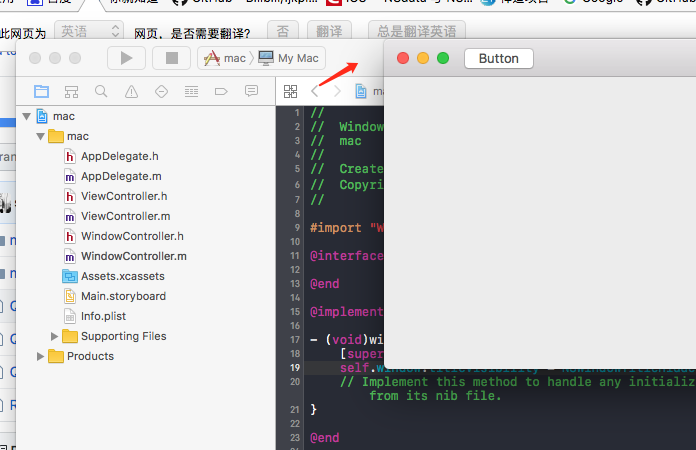 此网页为 英语 网页，是否需要翻译？ 否 翻译 总是翻译英语
mac My Mac
Button
mac
mac
AppDelegate.h
AppDelegate.m
ViewController.h
ViewController.m
WindowController.h
WindowController.m
Assets.xcassets
Main.storyboard
Info.plist
Supporting Files
Products
1 //
2 // Window
3 // mac
4 //
5 // Create
6 // Copyri
7 //
8
9 #import "W
10
11 @interface
12
13 @end
14
15 @implement
16
17 - (void)wi
18 [super
19 self.window.titleVisibility = NSWindowTitleHidde
20 // Implement this method to handle any initializ
from its nib file.
21 }
22
23 @end